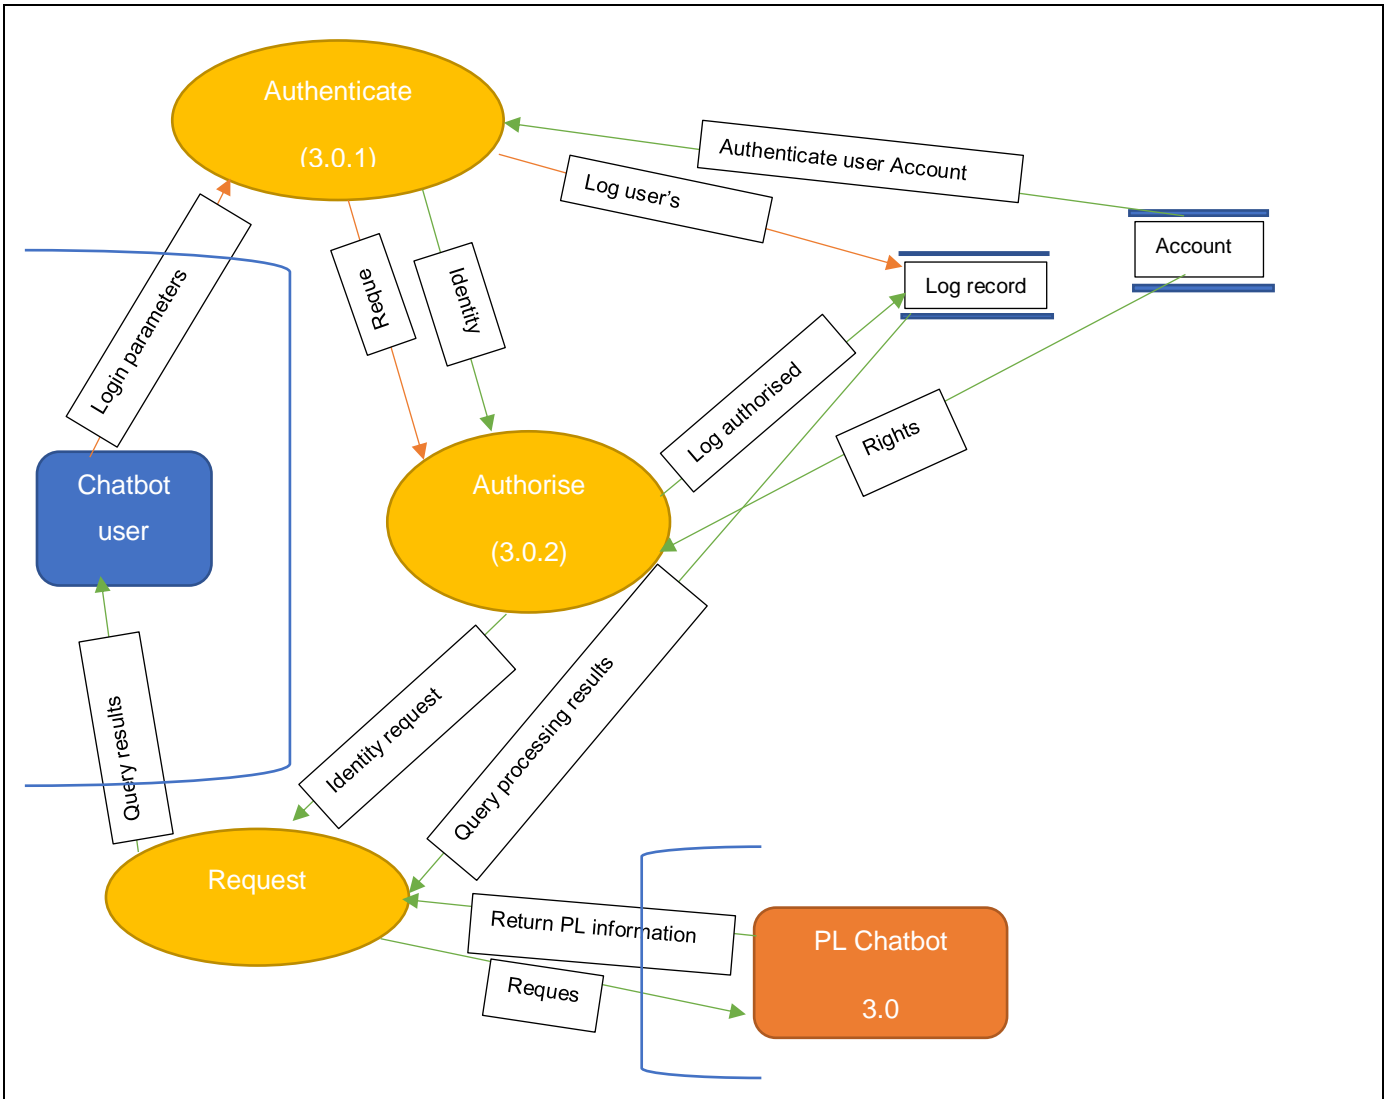 Authenticate
(3.0.1)
Authenticate user Account
Log user’s
Account
Log record
Login parameters
Reque
Identity
Log authorised
Rights
Chatbot
user
Authorise
(3.0.2)
Identity request
Query processing results
Query results
Request
Return PL information
Reques
PL Chatbot
3.0